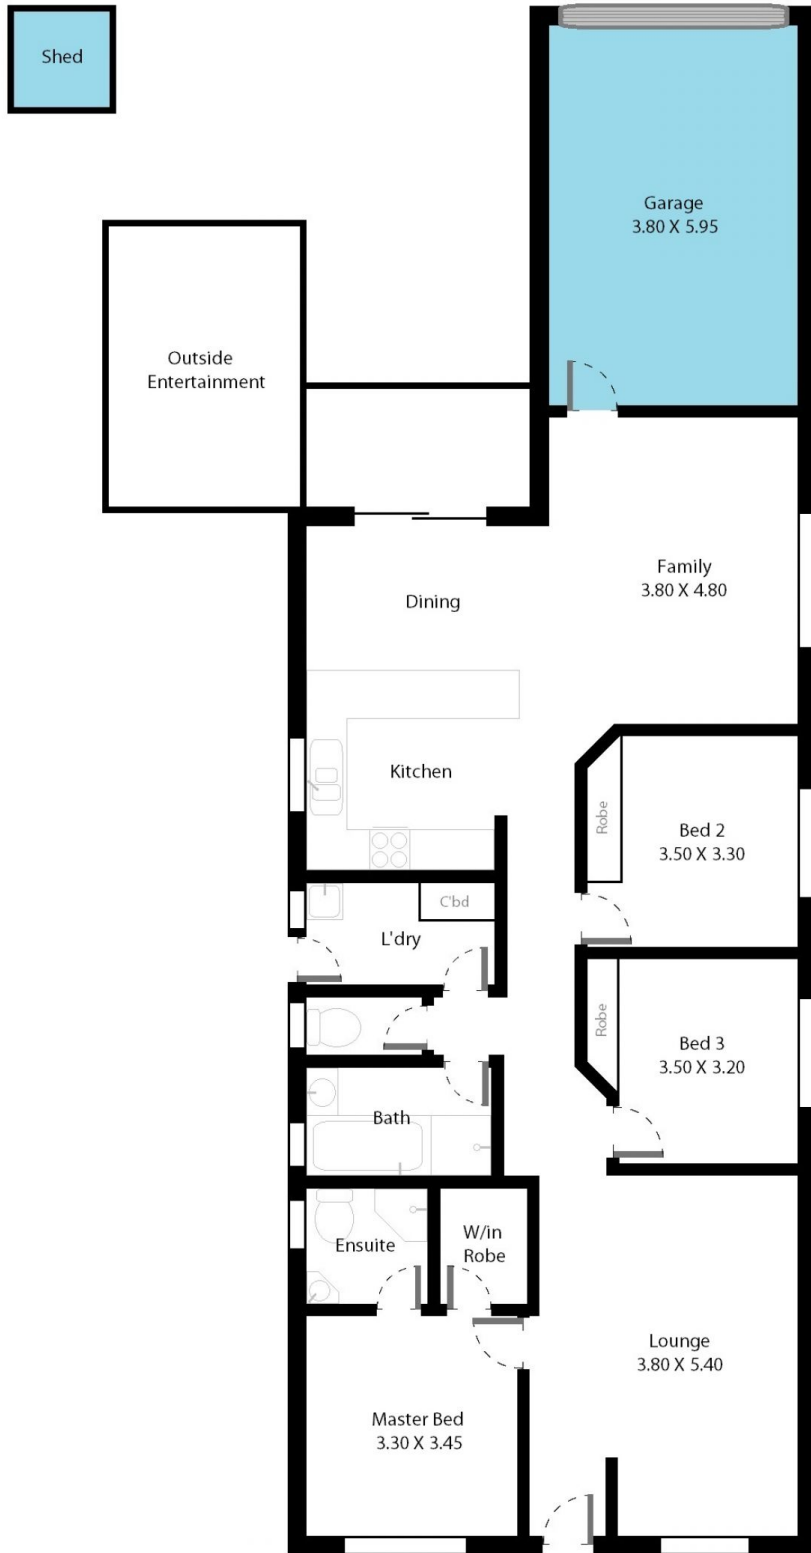 Shed
Garage
3.80 X 5.95
Outside
Entertainment
Family
3.80 X 4.80
Dining
Kitchen
Robe
Bed 2
3.50 X 3.30
C'bd
L'dry
Robe
Bed 3
3.50 X 3.20
Bath
Ensuite
W/in
Robe
Lounge
3.80 X 5.40
Master Bed
3.30 X 3.45